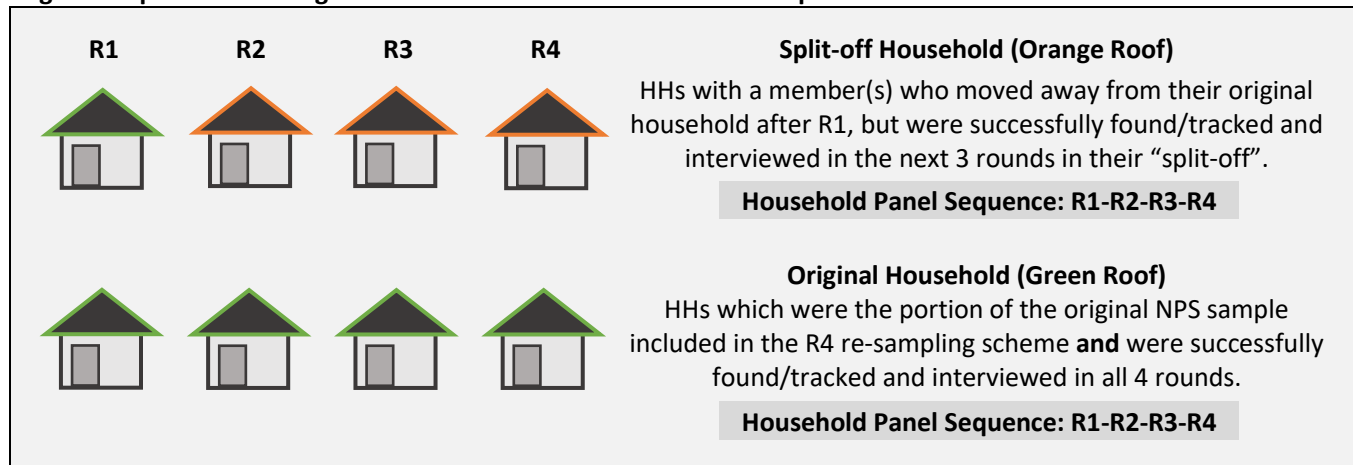 R1 R2 R3 R4
Split-off Household (Orange Roof)
HHs with a member(s) who moved away from their original
household after R1, but were successfully found/tracked and
interviewed in the next 3 rounds in their “split-off”.
Household Panel Sequence: R1-R2-R3-R4
Original Household (Green Roof)
HHs which were the portion of the original NPS sample
included in the R4 re-sampling scheme and were successfully
found/tracked and interviewed in all 4 rounds.
Household Panel Sequence: R1-R2-R3-R4